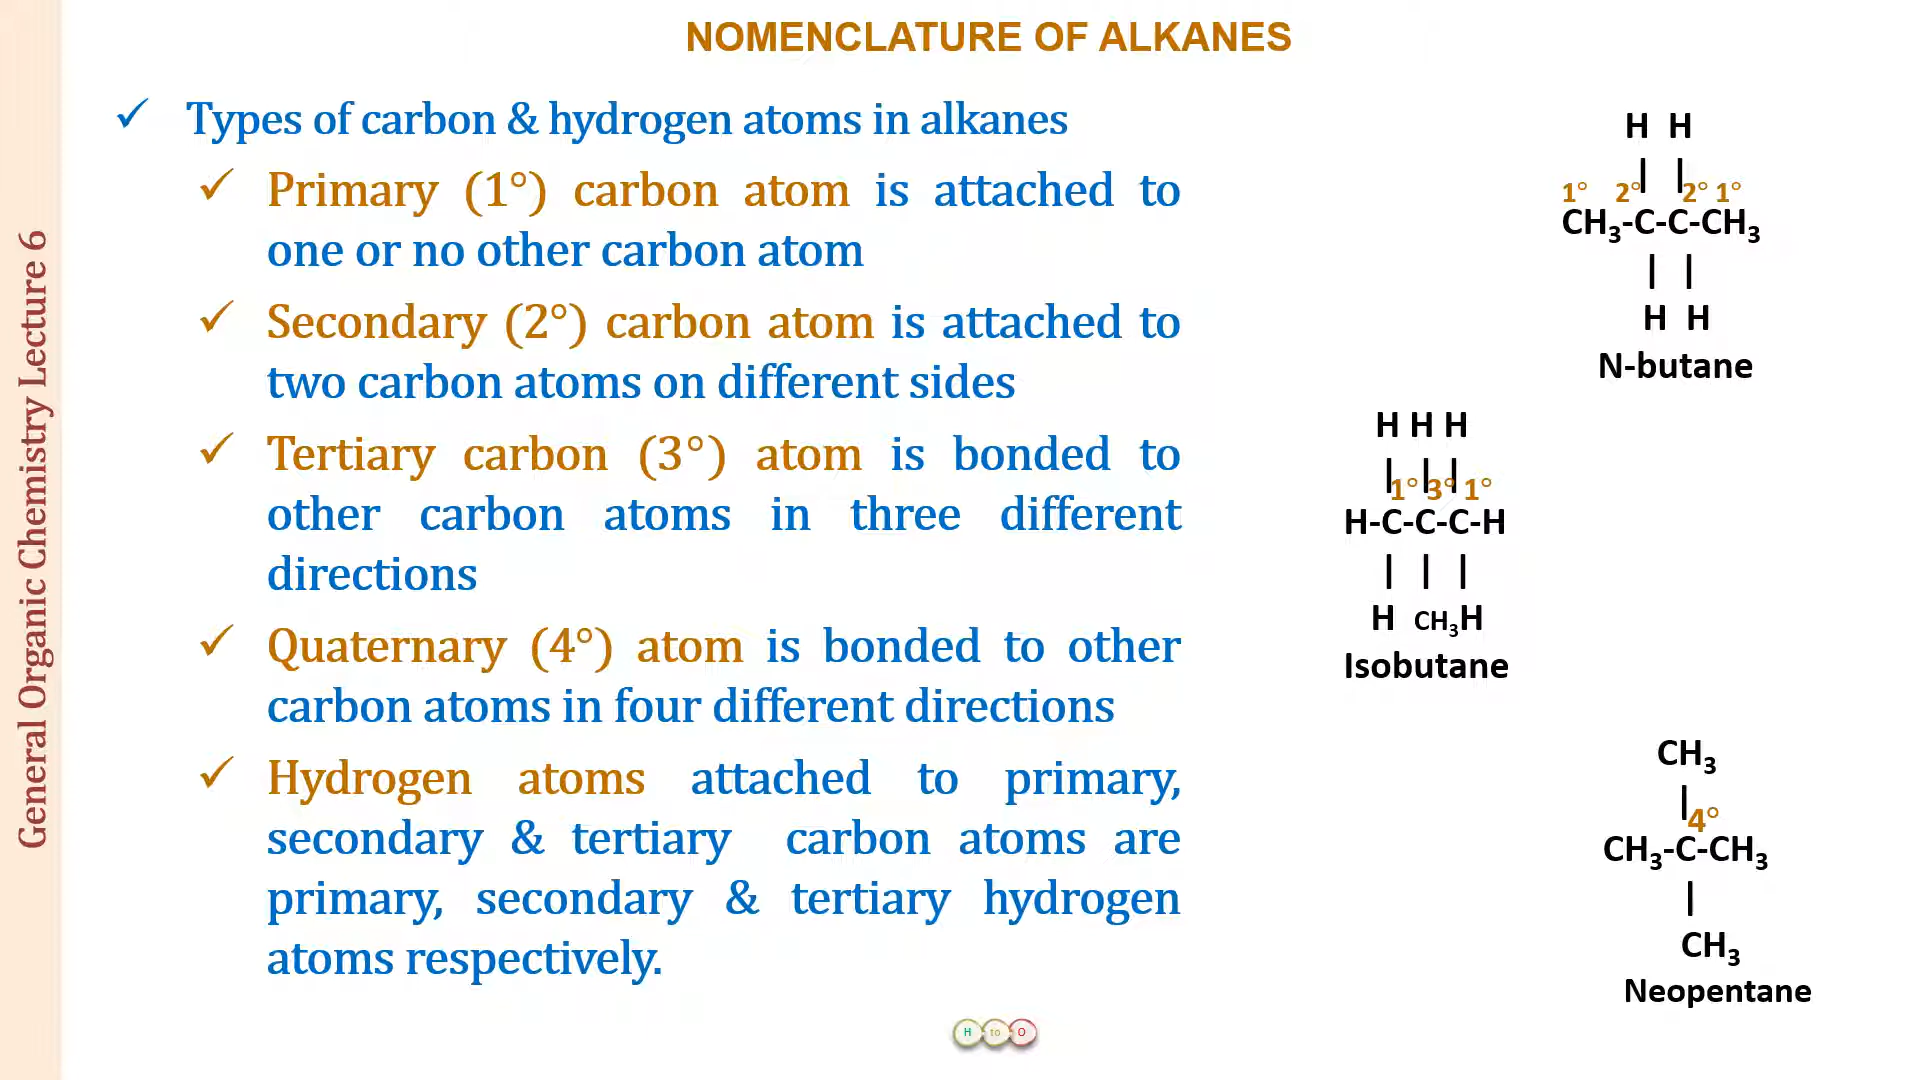 NOMENCLATURE OF ALKANES
General Organic Chemistry Lecture 6
✓ Types of carbon & hydrogen atoms in alkanes
✓ Primary (1°) carbon atom is attached to
one or no other carbon atom
✓ Secondary (2°) carbon atom is attached to
two carbon atoms on different sides
✓ Tertiary carbon (3°) atom is bonded to
other carbon atoms in three different
directions
✓ Quaternary (4°) atom is bonded to other
carbon atoms in four different directions
✓ Hydrogen atoms attached to primary,
secondary & tertiary carbon atoms are
primary, secondary & tertiary hydrogen
atoms respectively.
H H
| |
1° 2° 2° 1°
CH₃-C-C-CH₃
| |
H H
N-butane
H H H
| | |
1° 3° 1°
H-C-C-C-H
| | |
H CH₃ H
Isobutane
CH₃
|
4°
CH₃-C-CH₃
|
CH₃
Neopentane
H to O